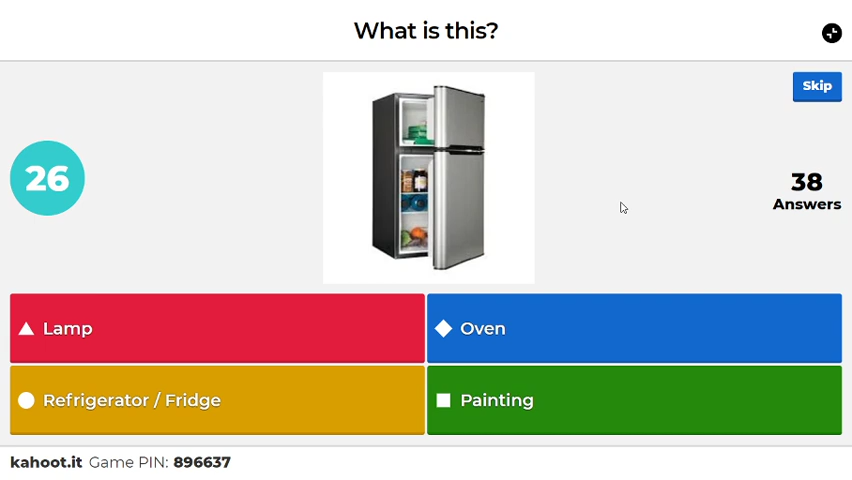 What is this?
Skip
26
38
Answers
Lamp
Oven
Refrigerator / Fridge
Painting
kahoot.it Game PIN: 896637